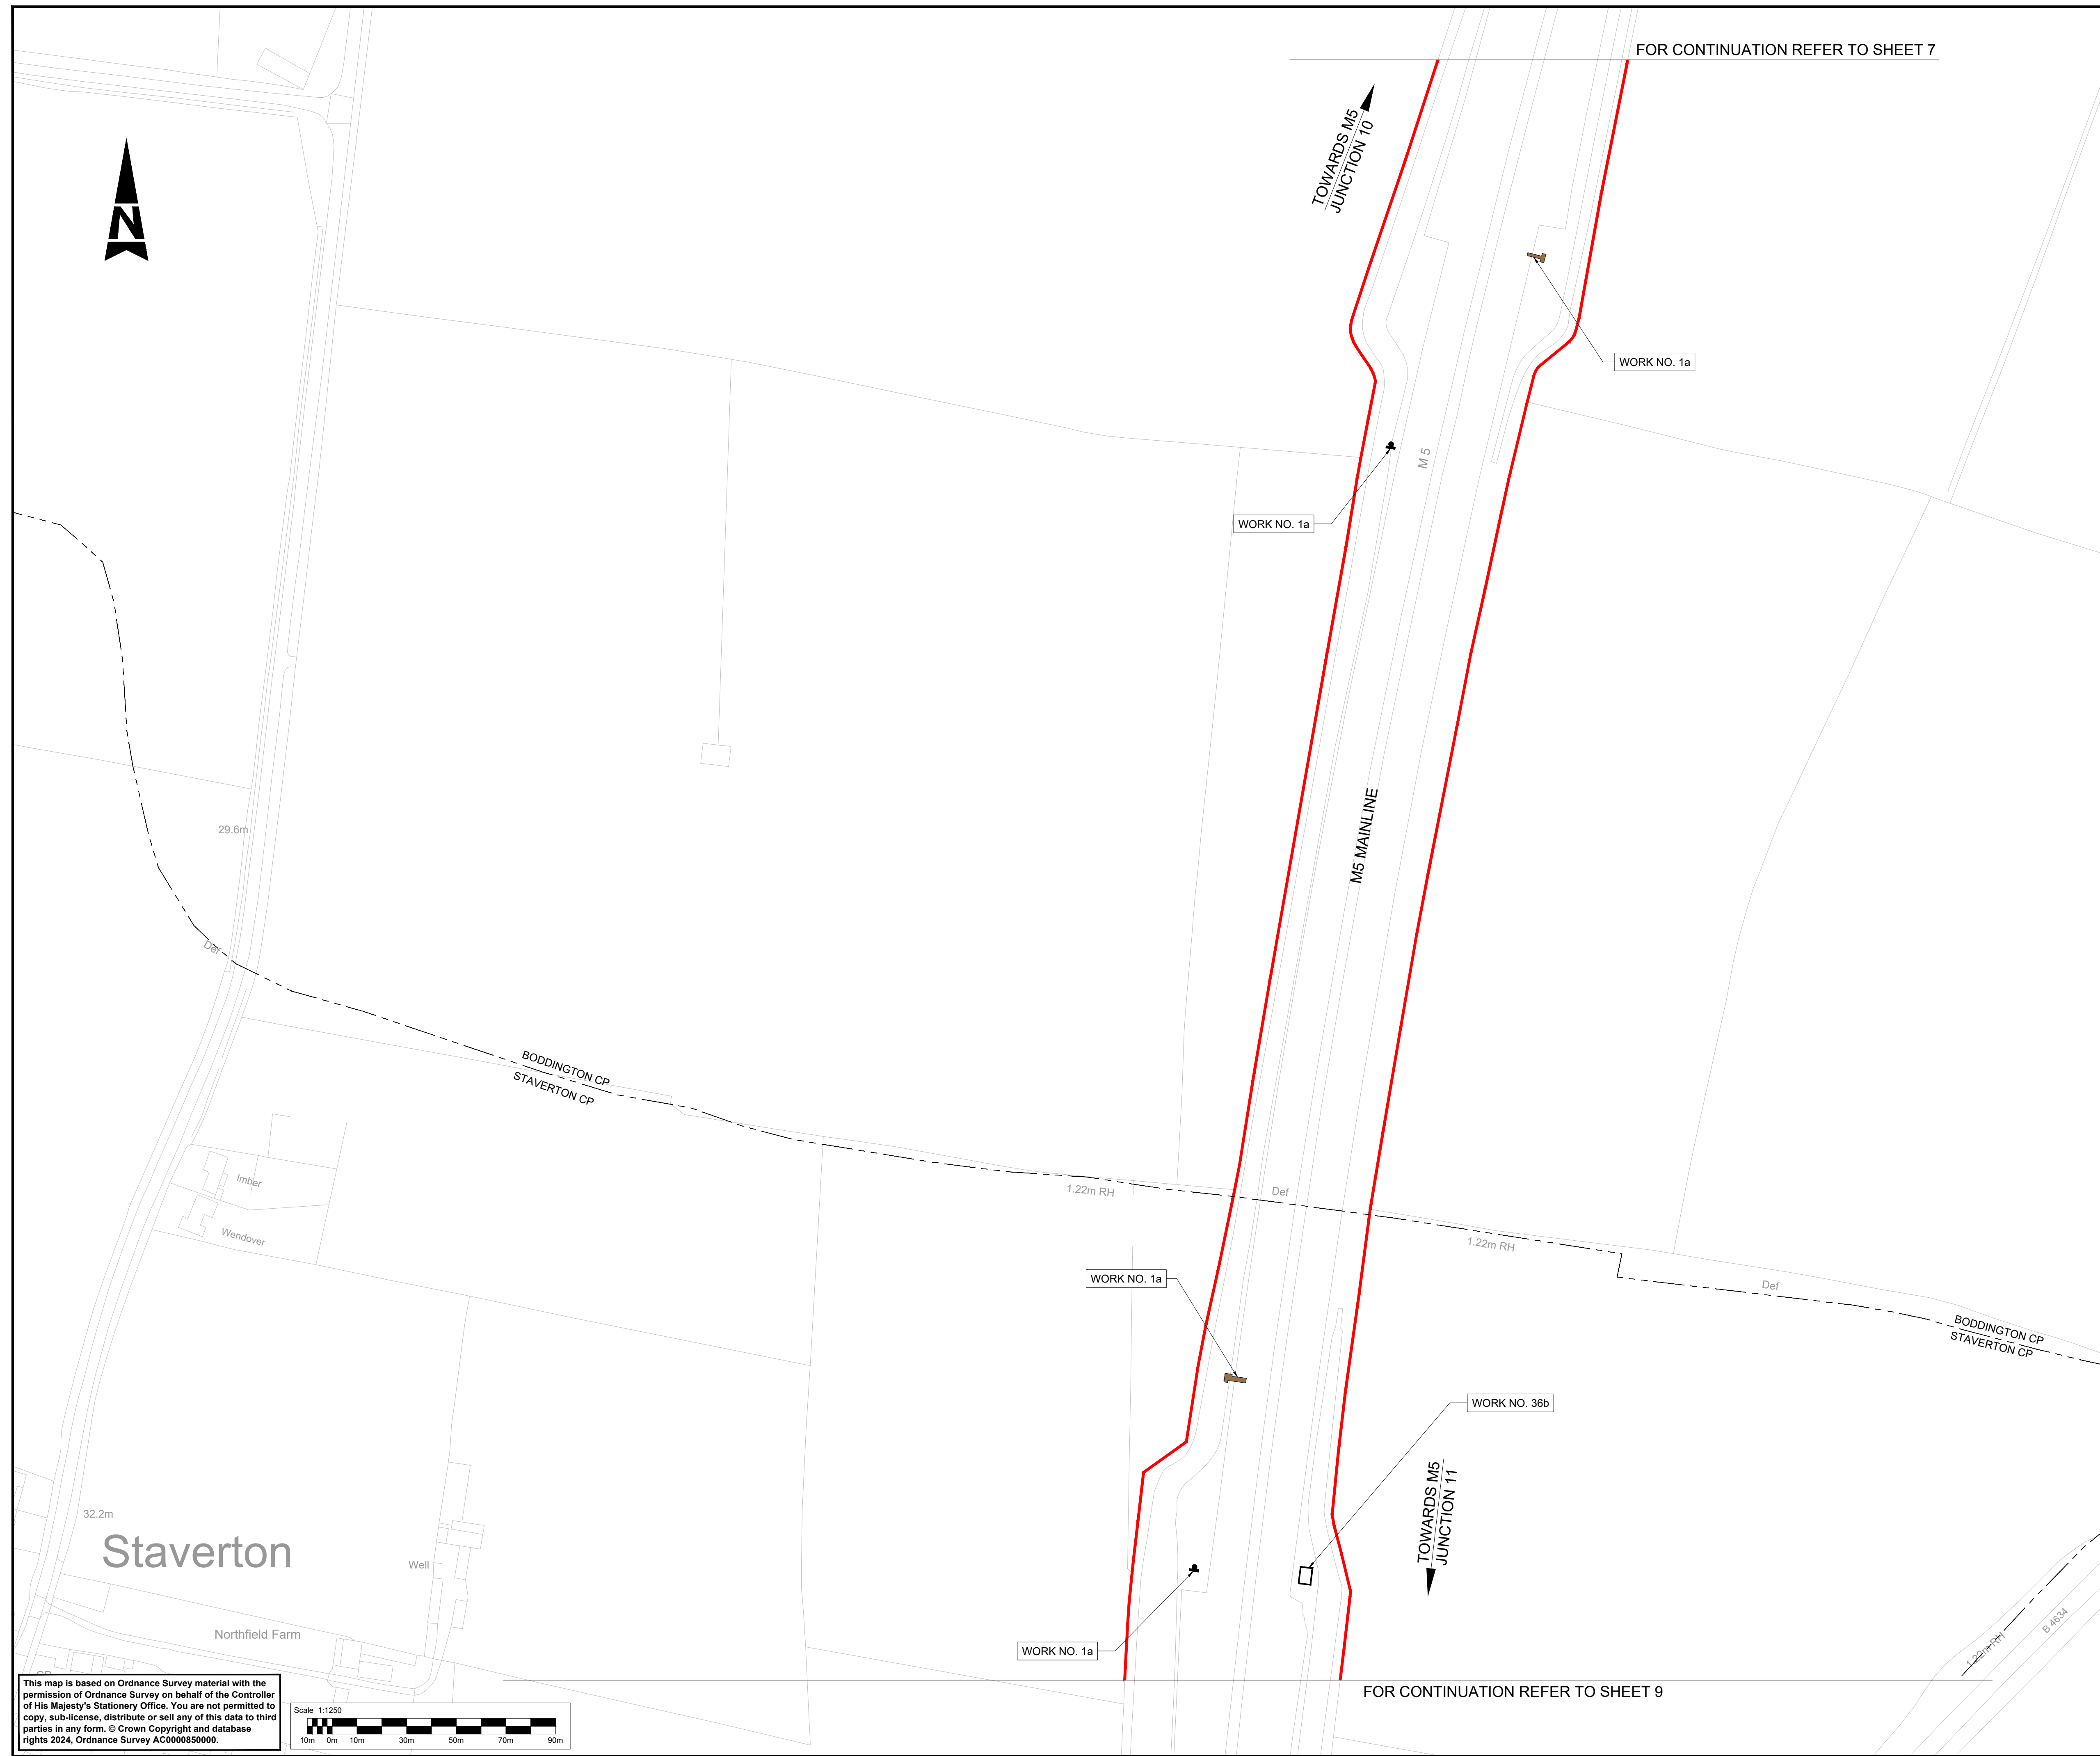 FOR CONTINUATION REFER TO SHEET 7
TOWARDS M5
JUNCTION 10
N
WORK NO. 1a
M 5
WORK NO. 1a
M5 MAINLINE
29.6m
Def
BODDINGTON CP
STAVERTON CP
Imber
1.22m RH
Def
Wendover
1.22m RH
WORK NO. 1a
Def
BODDINGTON CP
STAVERTON CP
WORK NO. 36b
TOWARDS M5
JUNCTION 11
32.2m
Staverton
Well
Northfield Farm
B 4634
1.22m RH
WORK NO. 1a
FOR CONTINUATION REFER TO SHEET 9
This map is based on Ordnance Survey material with the
permission of Ordnance Survey on behalf of the Controller
of His Majesty's Stationery Office. You are not permitted to
copy, sub-license, distribute or sell any of this data to third
parties in any form. © Crown Copyright and database
rights 2024, Ordnance Survey AC0000850000.
Scale 1:1250
10m 0m 10m 30m 50m 70m 90m